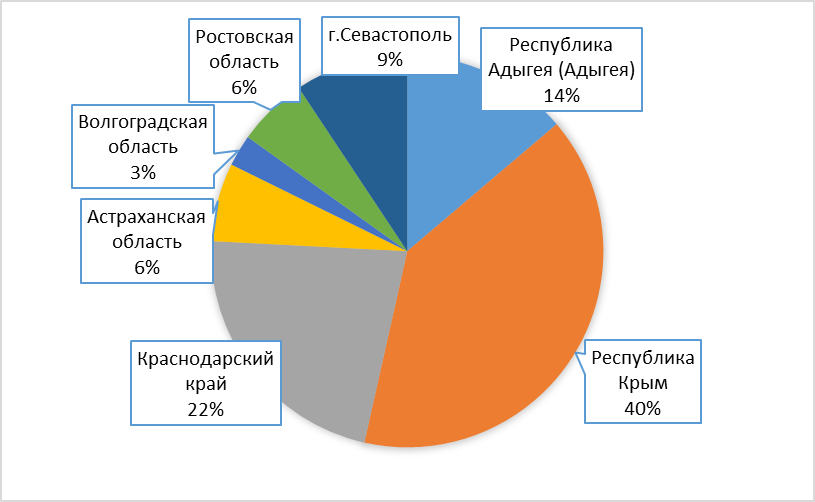 Ростовская
область
6%
г.Севастополь
9%
Республика
Адыгея (Адыгея)
14%
Волгоградская
область
3%
Астраханская
область
6%
Краснодарский
край
22%
Республика
Крым
40%